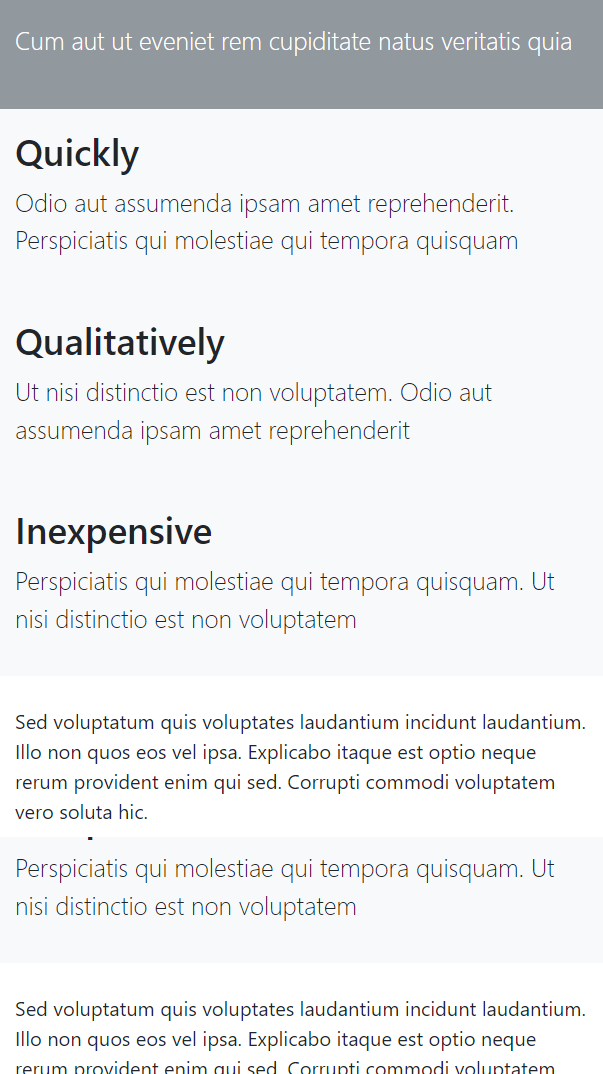 Cum aut ut eveniet rem cupiditate natus veritatis quia
Quickly
Odio aut assumenda ipsam amet reprehenderit.
Perspiciatis qui molestiae qui tempora quisquam
Qualitatively
Ut nisi distinctio est non voluptatem. Odio aut
assumenda ipsam amet reprehenderit
Inexpensive
Perspiciatis qui molestiae qui tempora quisquam. Ut
nisi distinctio est non voluptatem
Sed voluptatum quis voluptates laudantium incidunt laudantium.
Illo non quos eos vel ipsa. Explicabo itaque est optio neque
rerum provident enim qui sed. Corrupti commodi voluptatem
vero soluta hic.
Perspiciatis qui molestiae qui tempora quisquam. Ut
nisi distinctio est non voluptatem
Sed voluptatum quis voluptates laudantium incidunt laudantium.
Illo non quos eos vel ipsa. Explicabo itaque est optio neque
rerum provident enim qui sed. Corrupti commodi voluptatem